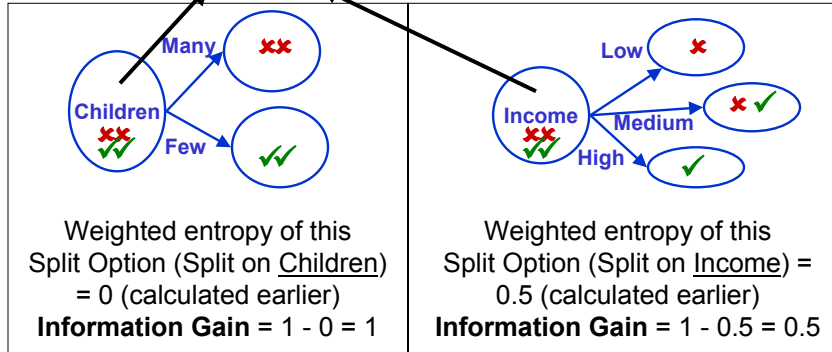 Many
Children
Few
Weighted entropy of this
Split Option (Split on Children)
= 0 (calculated earlier)
Information Gain = 1 - 0 = 1
Low
Income
Medium
High
Weighted entropy of this
Split Option (Split on Income) =
0.5 (calculated earlier)
Information Gain = 1 - 0.5 = 0.5